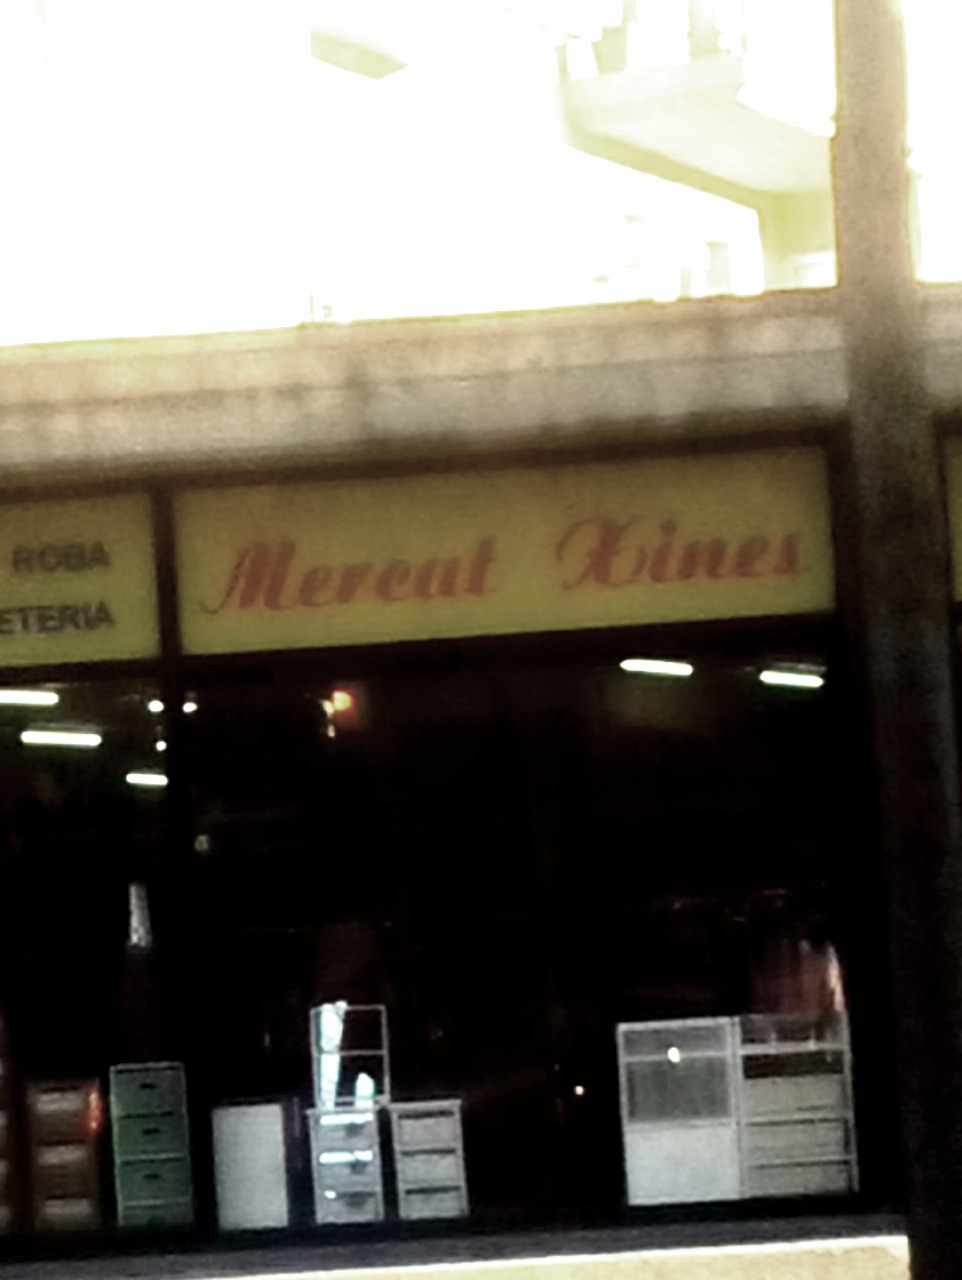 ROBA
ETERIA
Mercat Xines